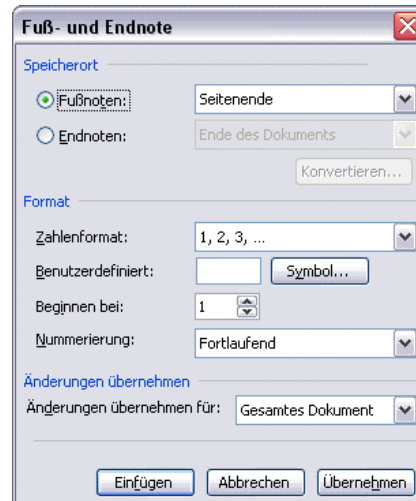 Fuß- und Endnote
Speicherort
Fußnoten: Seitenende
Endnoten: Ende des Dokuments
Konvertieren...
Format
Zahlenformat: 1, 2, 3, ...
Benutzerdefiniert: Symbol...
Beginnen bei: 1
Nummerierung: Fortlaufend
Änderungen übernehmen
Änderungen übernehmen für: Gesamtes Dokument
Einfügen Abbrechen Übernehmen